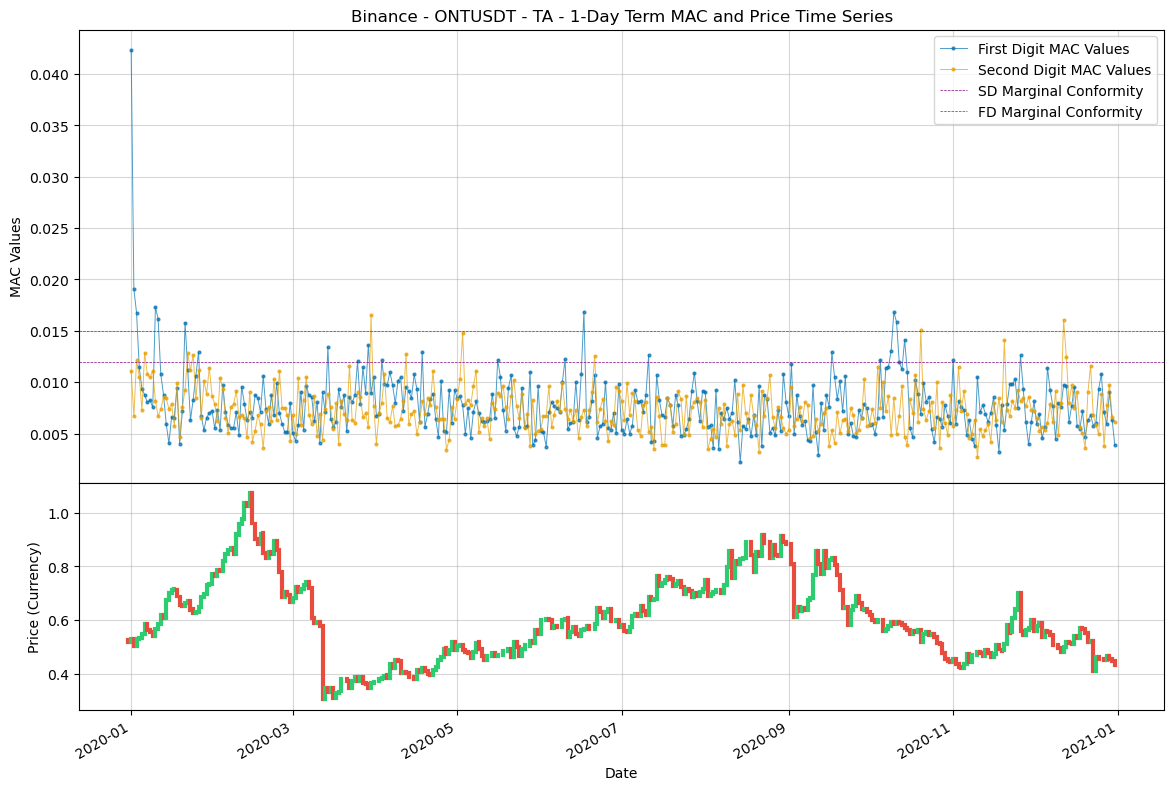 Binance - ONTUSDT - TA - 1-Day Term MAC and Price Time Series
First Digit MAC Values
Second Digit MAC Values
SD Marginal Conformity
FD Marginal Conformity
MAC Values
0.040
0.035
0.030
0.025
0.020
0.015
0.010
0.005
Price (Currency)
1.0
0.8
0.6
0.4
2020-01
2020-03
2020-05
2020-07
2020-09
2020-11
2021-01
Date